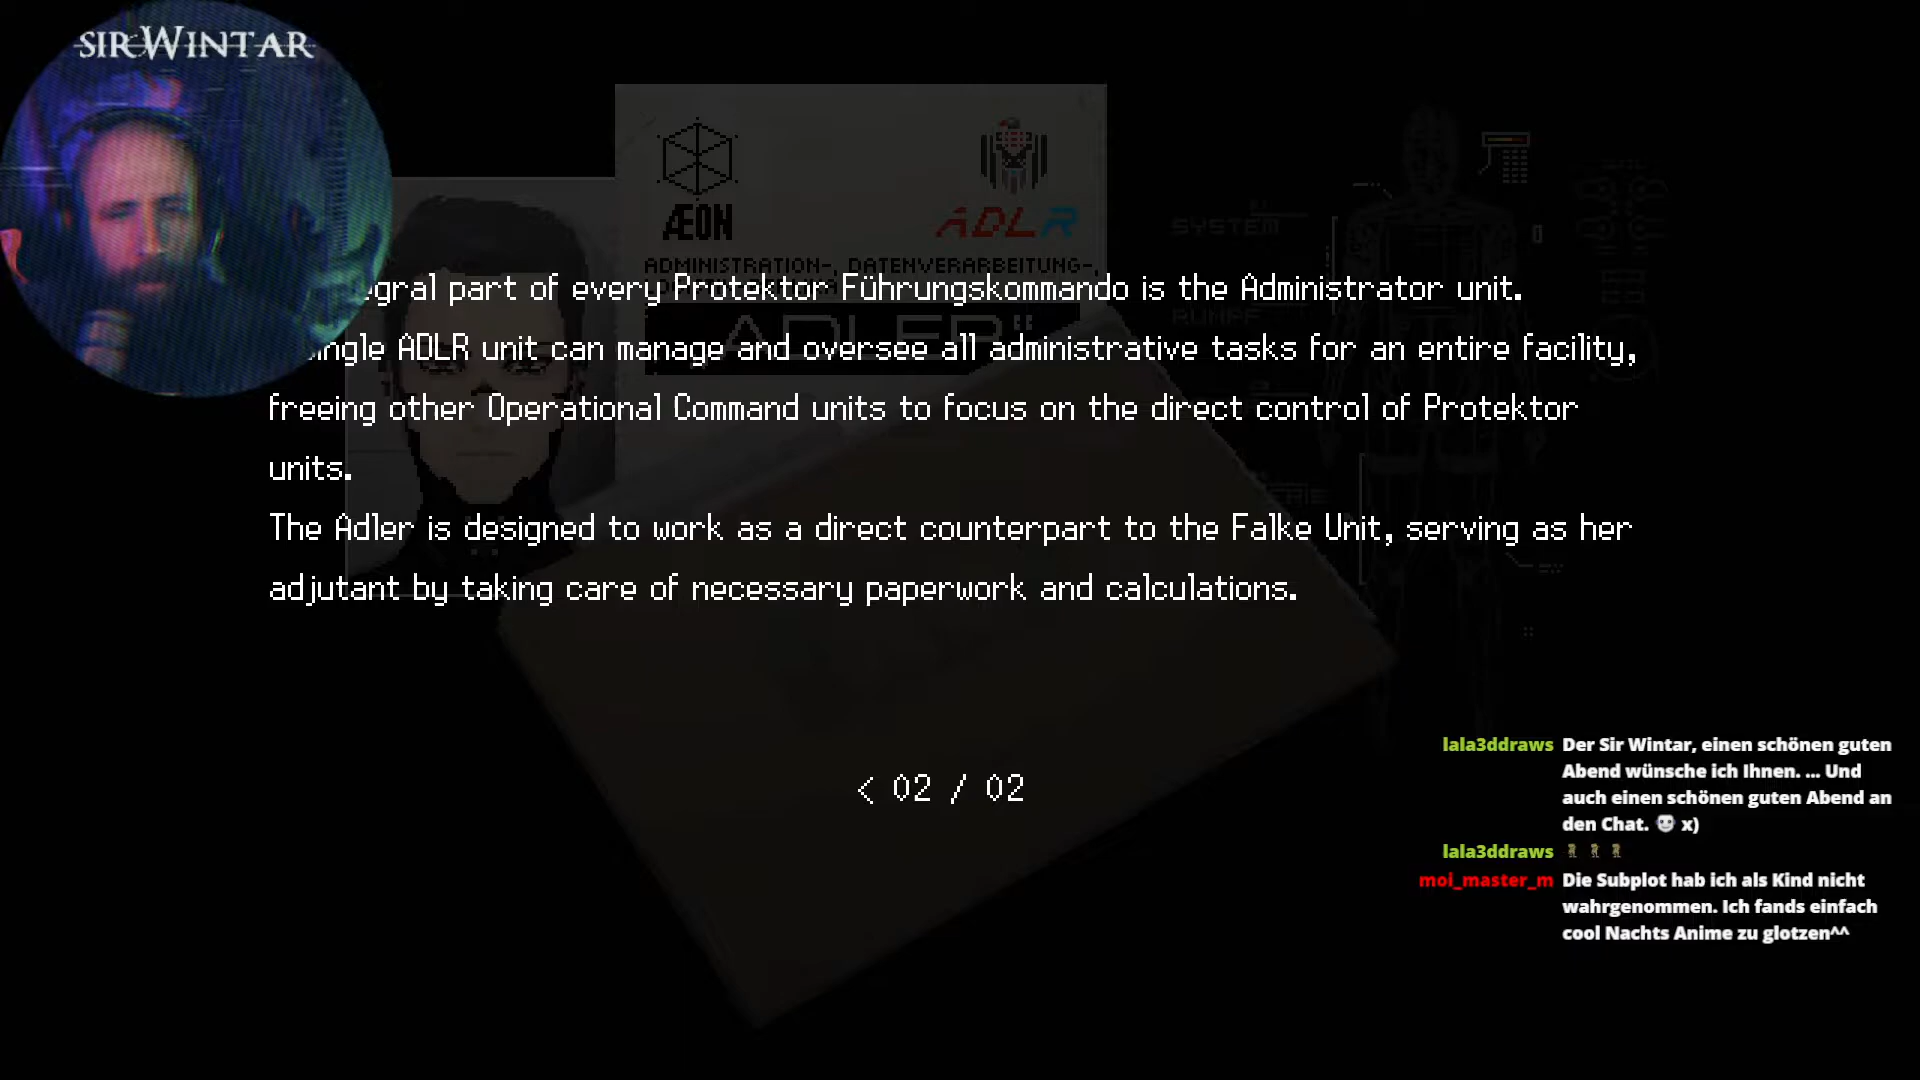 SIRWINTAR
ÆON
ADLR
ADMINISTRATION-, DATENVERARBEITUNG-,
part of every Protektor Führungskommando is the Administrator unit.
ADLR unit can manage and oversee all administrative tasks for an entire facility,
freeing other Operational Command units to focus on the direct control of Protektor
units.
The Adler is designed to work as a direct counterpart to the Falke Unit, serving as her
adjutant by taking care of necessary paperwork and calculations.
SYSTEM
RUMPF
< 02 / 02
lala3ddraws Der Sir Wintar, einen schönen guten
Abend wünsche ich Ihnen. ... Und
auch einen schönen guten Abend an
den Chat. x)
lala3ddraws
moi_master_m Die Subplot hab ich als Kind nicht
wahrgenommen. Ich fands einfach
cool Nachts Anime zu glotzen^^